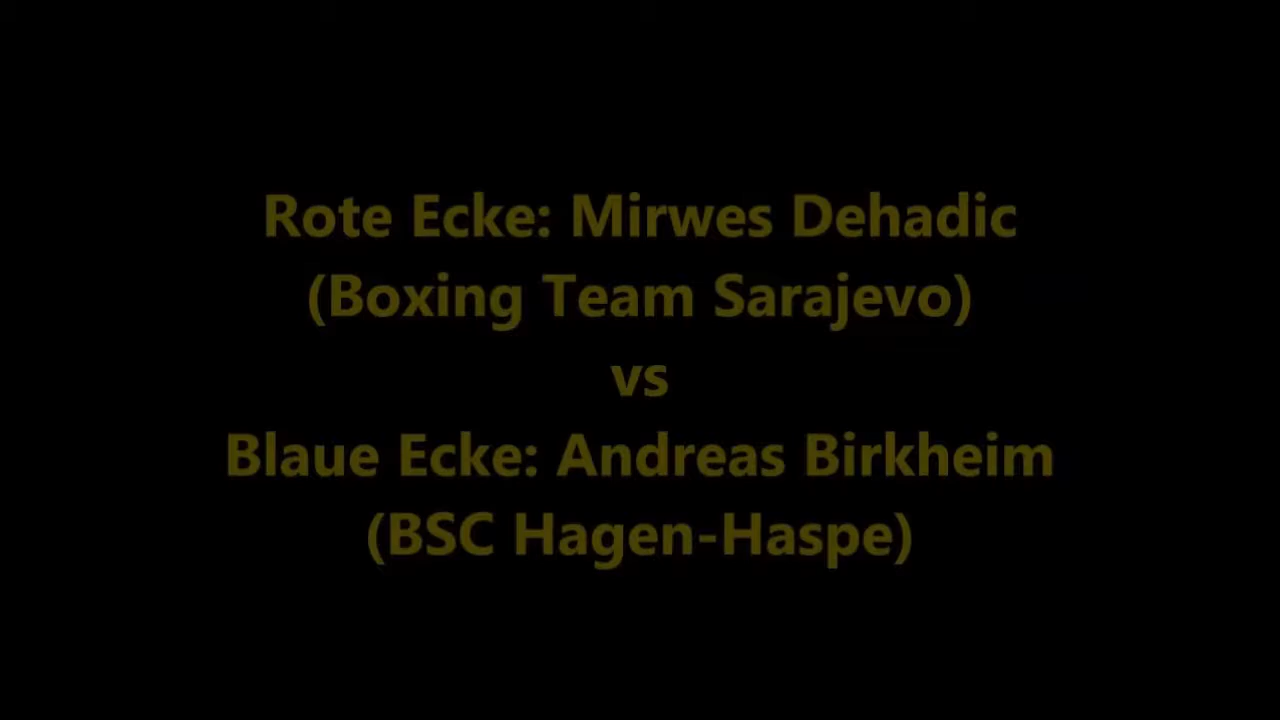 Rote Ecke: Mirwes Dehadic
(Boxing Team Sarajevo)
vs
Blaue Ecke: Andreas Birkheim
(BSC Hagen-Haspe)